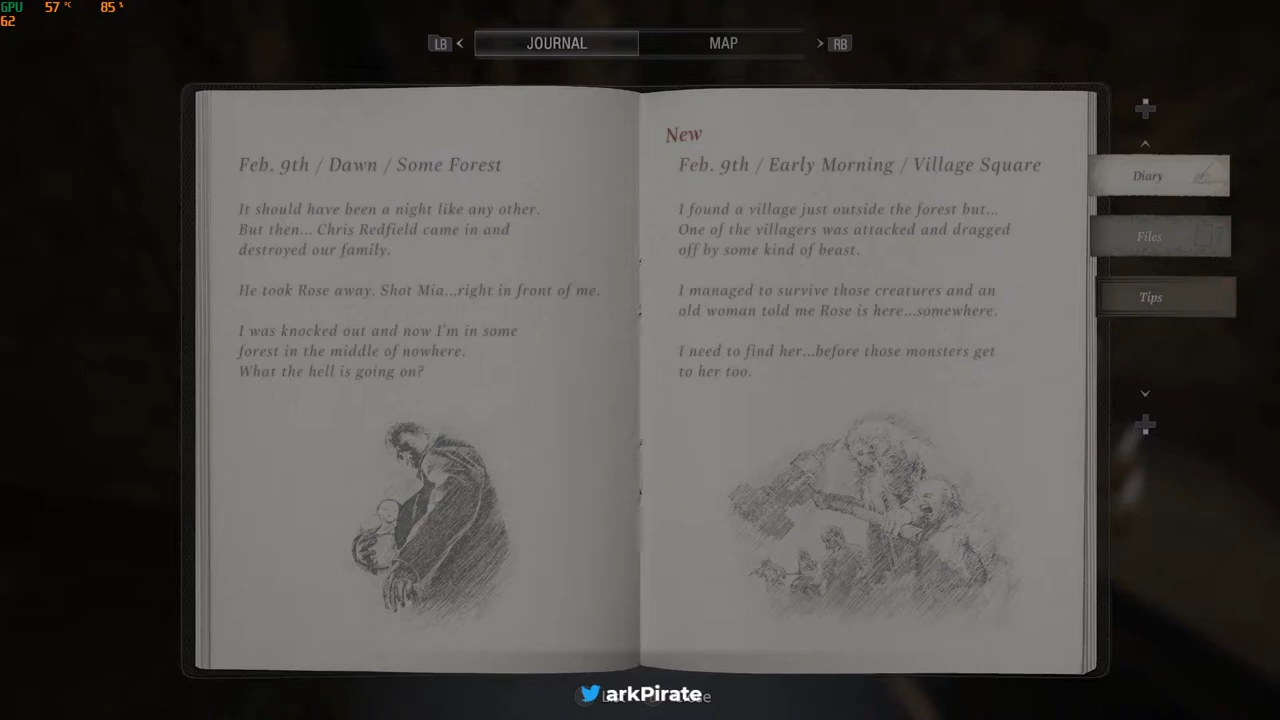 GPU 57 °C 85 %
62
LB JOURNAL MAP RB
Feb. 9th / Dawn / Some Forest
It should have been a night like any other.
But then... Chris Redfield came in and
destroyed our family.
He took Rose away. Shot Mia...right in front of me.
I was knocked out and now I'm in some
forest in the middle of nowhere.
What the hell is going on?
New
Feb. 9th / Early Morning / Village Square
I found a village just outside the forest but...
One of the villagers was attacked and dragged
off by some kind of beast.
I managed to survive those creatures and an
old woman told me Rose is here...somewhere.
I need to find her...before those monsters get
to her too.
Diary
Files
Tips
arkPirate